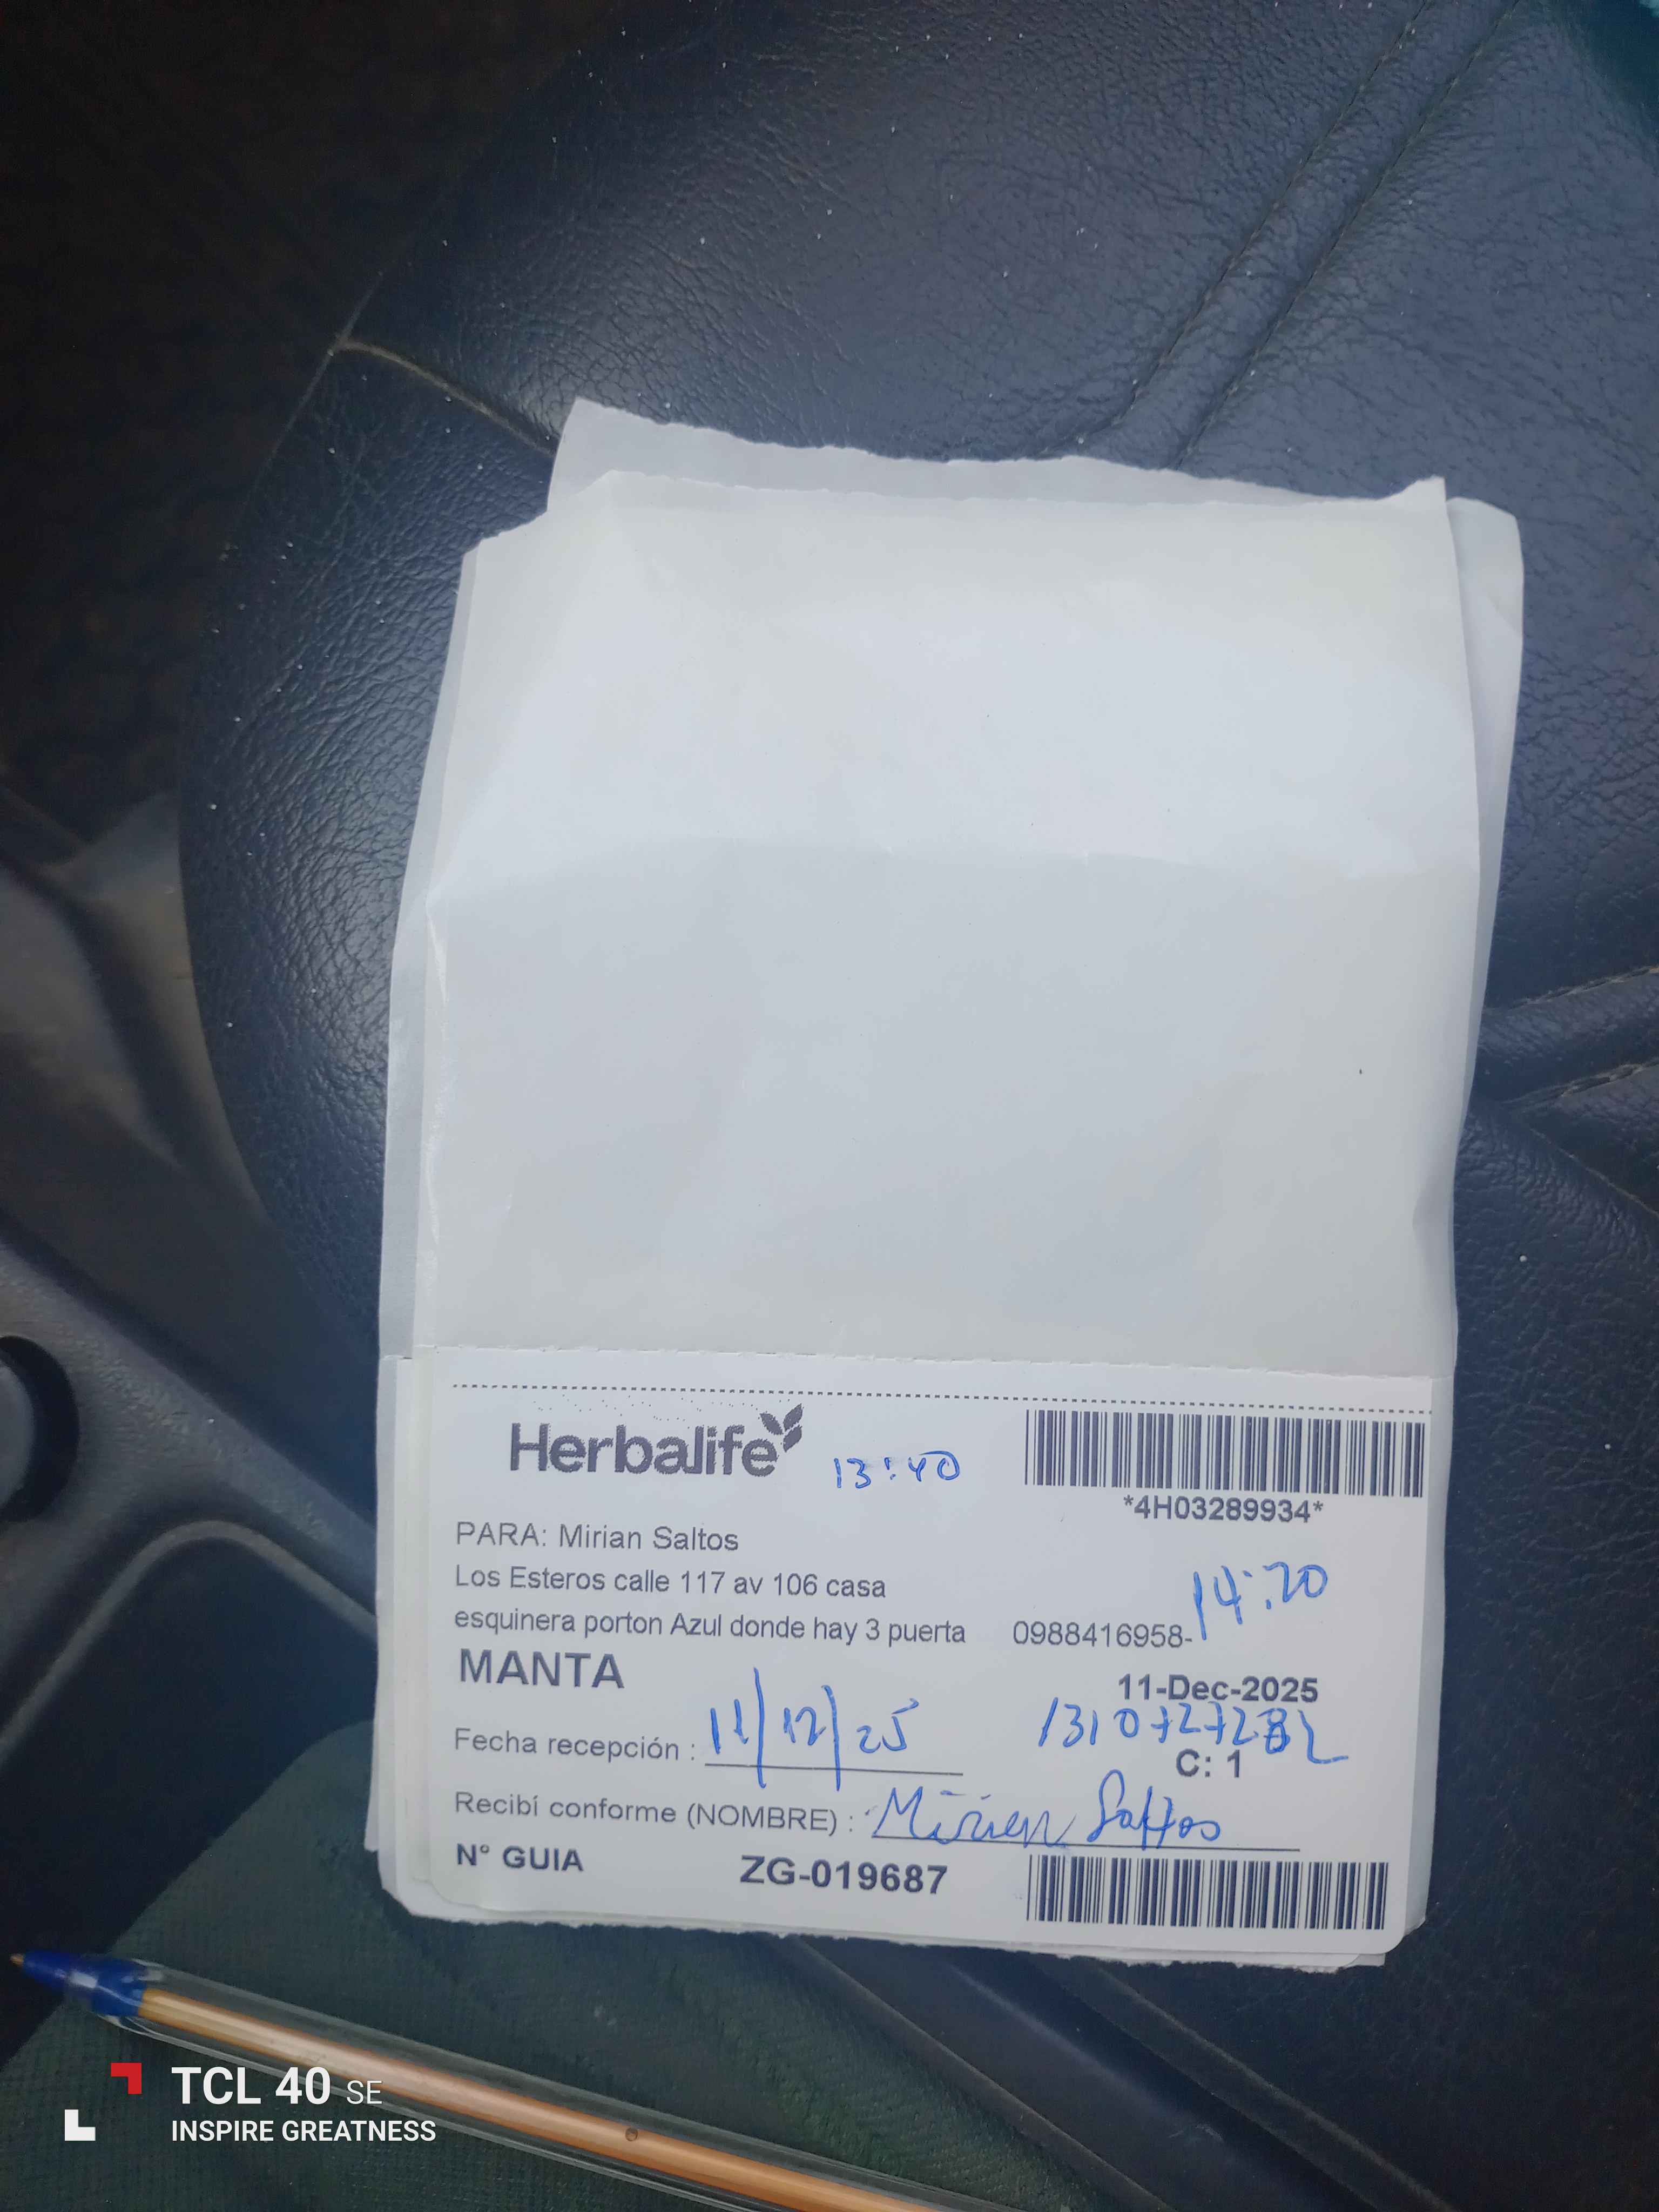 Herbalife
13:40
*4H03289934*
PARA: Mirian Saltos
Los Esteros calle 117 av 106 casa
14:20
esquinera porton Azul donde hay 3 puerta 0988416958-
MANTA
11-Dec-2025
Fecha recepción : 11/12/25
C: 1
Recibí conforme (NOMBRE) : Mirian Saltos
N° GUIA ZG-019687
TCL 40 SE
INSPIRE GREATNESS